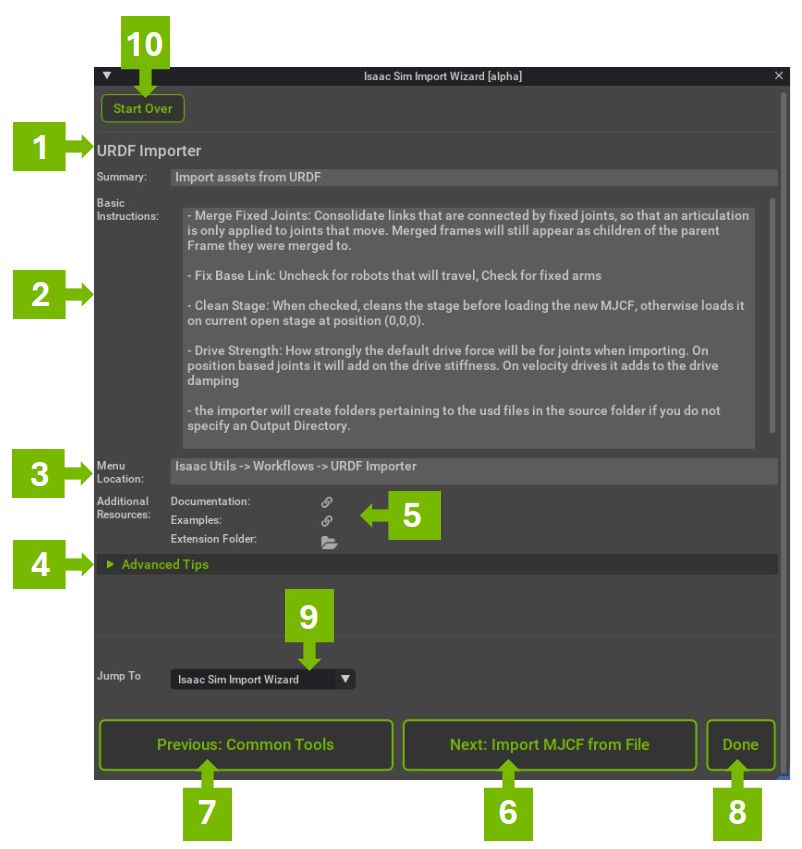 10
Isaac Sim Import Wizard [alpha]
Start Over
1
URDF Importer
Summary:
Import assets from URDF
Basic
Instructions:
- Merge Fixed Joints: Consolidate links that are connected by fixed joints, so that an articulation
is only applied to joints that move. Merged frames will still appear as children of the parent
Frame they were merged to.
- Fix Base Link: Uncheck for robots that will travel, Check for fixed arms
2
- Clean Stage: When checked, cleans the stage before loading the new MJCF, otherwise loads it
on current open stage at position (0,0,0).
- Drive Strength: How strongly the default drive force will be for joints when importing. On
position based joints it will add on the drive stiffness. On velocity drives it adds to the drive
damping
- the importer will create folders pertaining to the usd files in the source folder if you do not
specify an Output Directory.
3
Menu
Location:
Isaac Utils -> Workflows -> URDF Importer
Additional
Resources:
Documentation:
Examples:
Extension Folder:
5
4
Advanced Tips
9
Jump To
Isaac Sim Import Wizard
Previous: Common Tools
Next: Import MJCF from File
Done
7
6
8